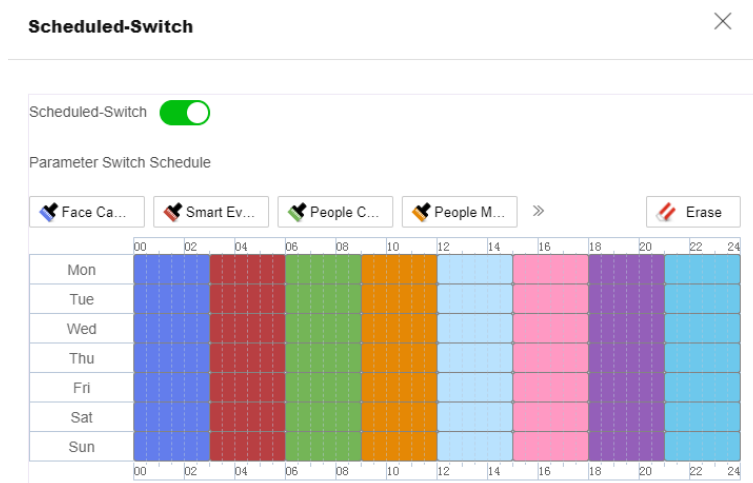 Scheduled-Switch
Scheduled-Switch
Parameter Switch Schedule
Face Ca... Smart Ev... People C... People M... Erase
00 02 04 06 08 10 12 14 16 18 20 22 24
Mon
Tue
Wed
Thu
Fri
Sat
Sun
00 02 04 06 08 10 12 14 16 18 20 22 24